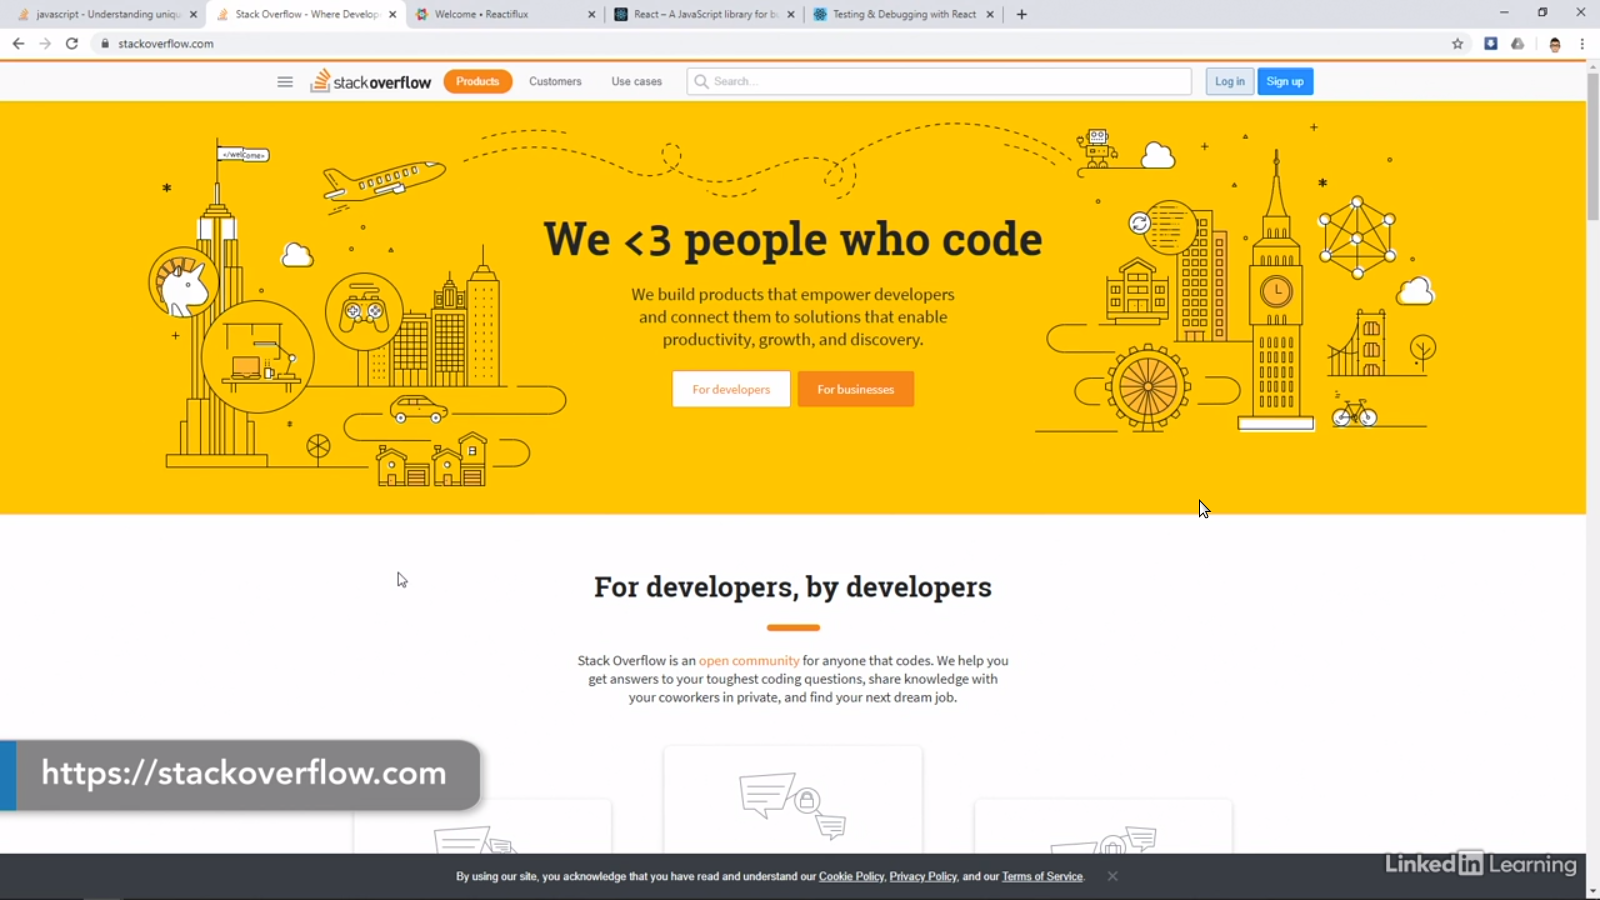 javascript - Understanding uniqu
Stack Overflow - Where Develop
Welcome • Reactiflux
React – A JavaScript library for bu
Testing & Debugging with React
stackoverflow.com
stackoverflow
Products
Customers
Use cases
Search...
Log in
Sign up
</welcome>
We <3 people who code
We build products that empower developers
and connect them to solutions that enable
productivity, growth, and discovery.
For developers
For businesses
For developers, by developers
Stack Overflow is an open community for anyone that codes. We help you
get answers to your toughest coding questions, share knowledge with
your coworkers in private, and find your next dream job.
https://stackoverflow.com
By using our site, you acknowledge that you have read and understand our Cookie Policy, Privacy Policy, and our Terms of Service.
LinkedIn Learning